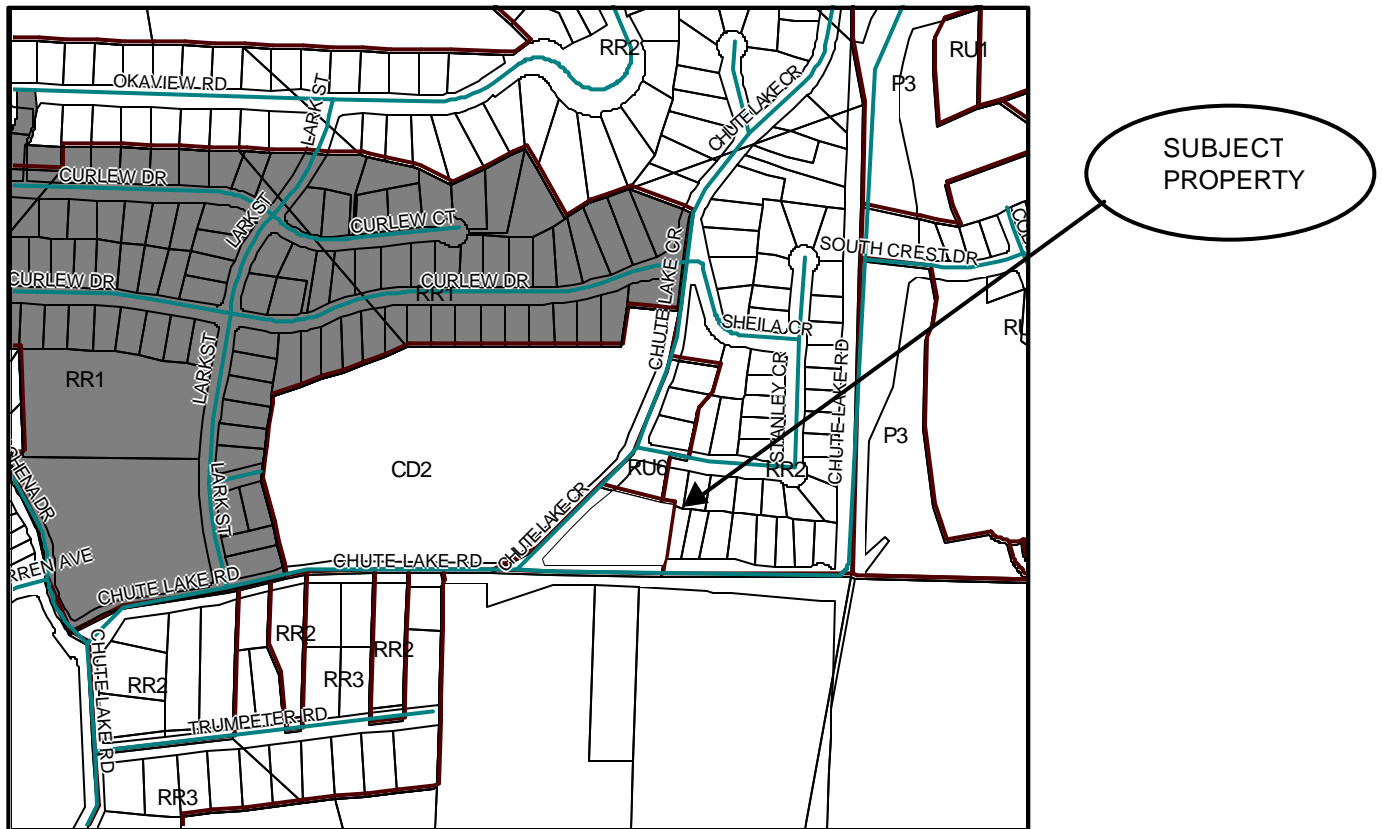 RR2
RU1
P3
OKAVIEW RD
LARK ST
CHUTE LAKE CR
SUBJECT
PROPERTY
CURLEW DR
LARK ST
CURLEW CT
SOUTH CREST DR
CHUTE LAKE CR
CURLEW DR
CURLEW DR
RR1
SHEILA CR
LARK ST
RR1
STANLEY CR
CHUTE LAKE RD
P3
CD2
RU6
RR2
LARK ST
CHUTE LAKE CR
CHUTE LAKE RD
CHUTE LAKE RD
CHUTE LAKE RD
RR2
RR2
RR3
RR2
TRUMPETER RD
RR3